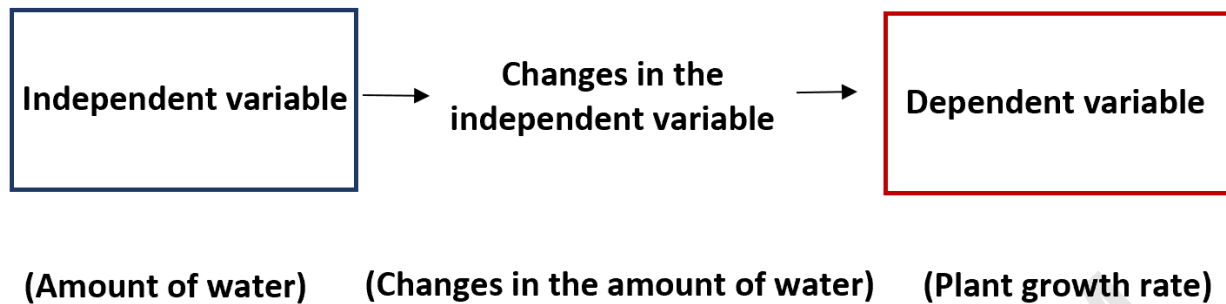 Independent variable
Changes in the
independent variable
Dependent variable
(Amount of water)
(Changes in the amount of water)
(Plant growth rate)